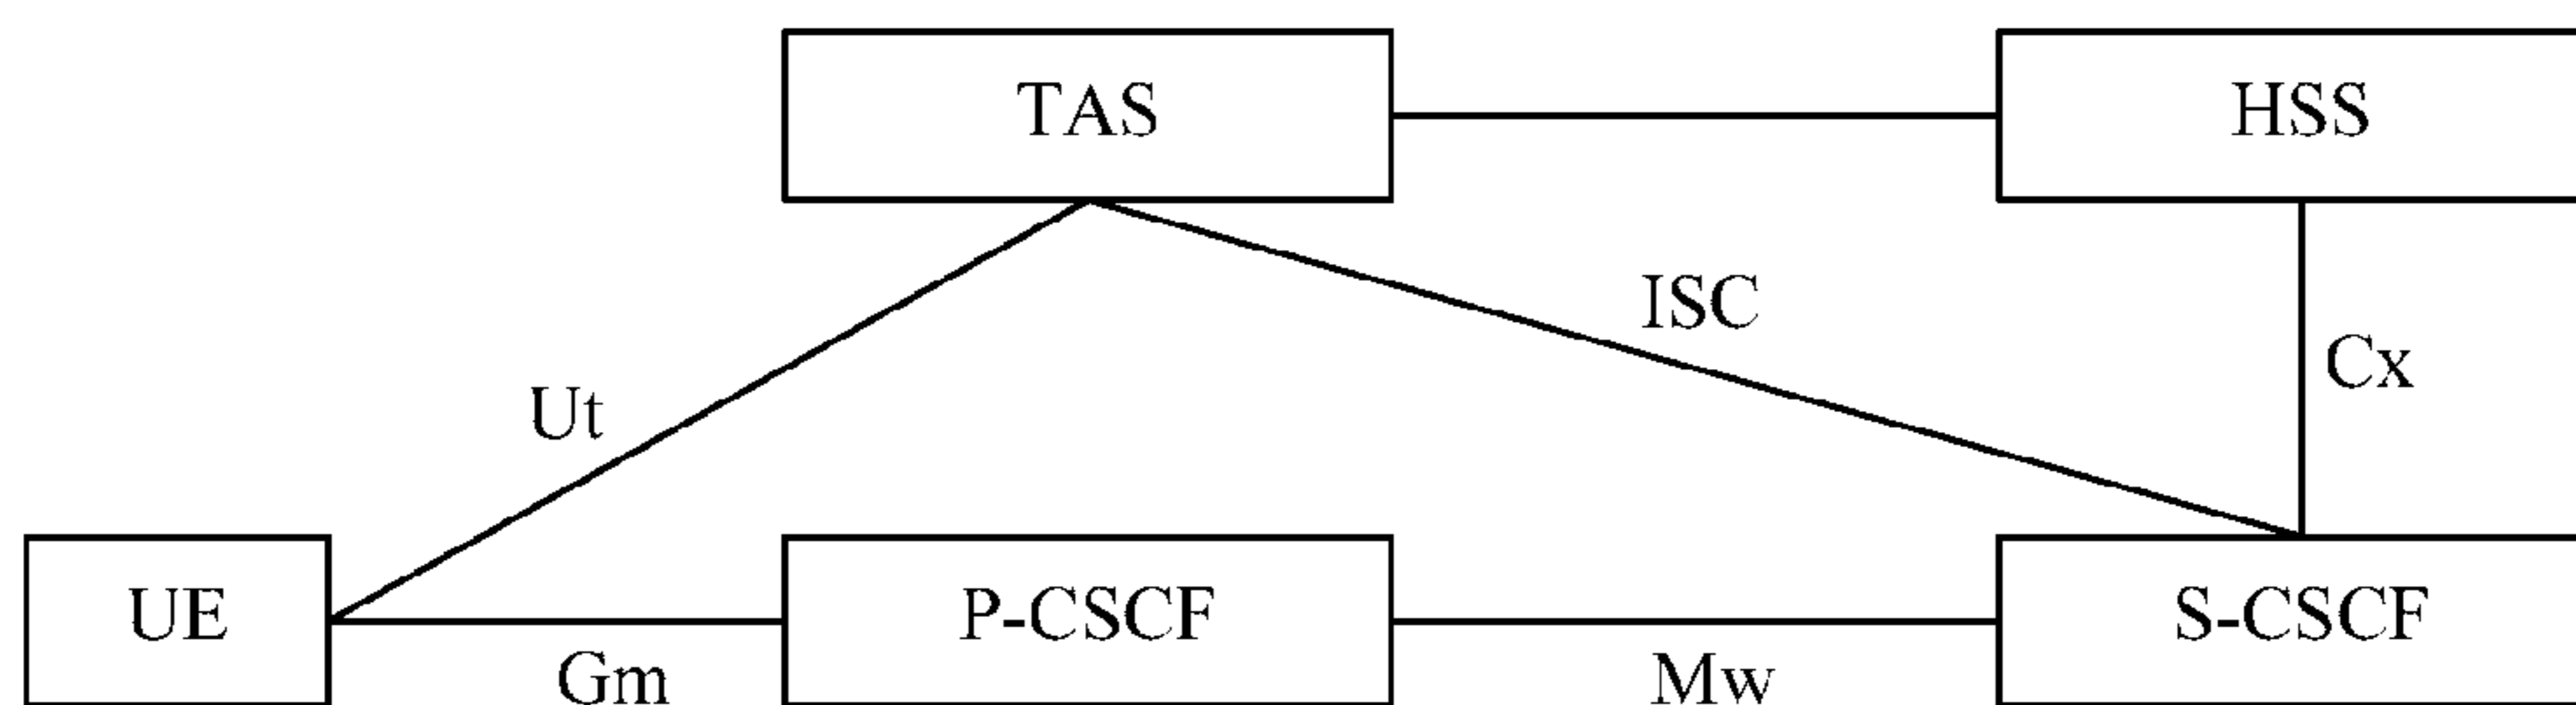 TAS
HSS
ISC
Cx
Ut
UE
P-CSCF
S-CSCF
Gm
Mw